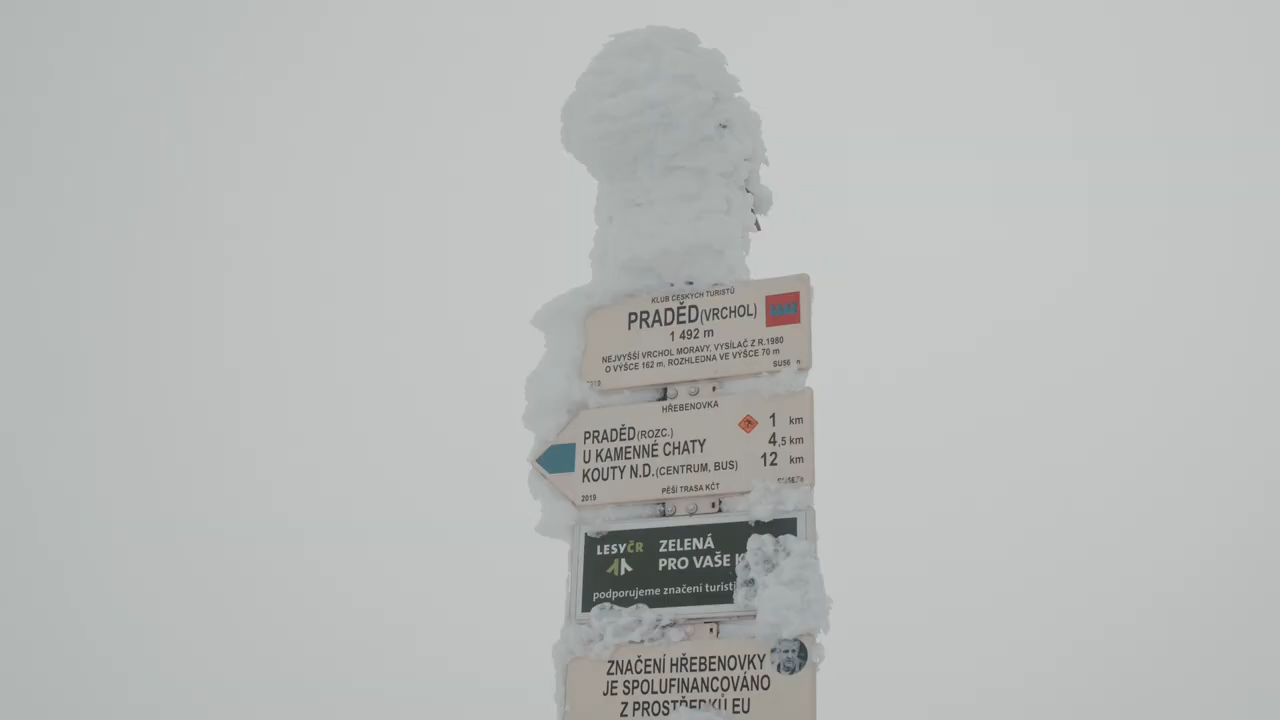 KLUB ČESKÝCH TURISTŮ
PRADĚD (VRCHOL)
1 492 m
NEJVYŠŠÍ VRCHOL MORAVY, VYSÍLAČ Z R.1980
O VÝŠCE 162 m, ROZHLEDNA VE VÝŠCE 70 m
HŘEBENOVKA
PRADĚD (ROZC.) 1 km
U KAMENNÉ CHATY 4,5 km
KOUTY N.D. (CENTRUM, BUS) 12 km
2019 PĚŠÍ TRASA KČT
LESYČR
ZELENÁ
PRO VAŠE
podporujeme značení
ZNAČENÍ HŘEBENOVKY
JE SPOLUFINANCOVÁNO
Z PROSTŘEDKŮ EU